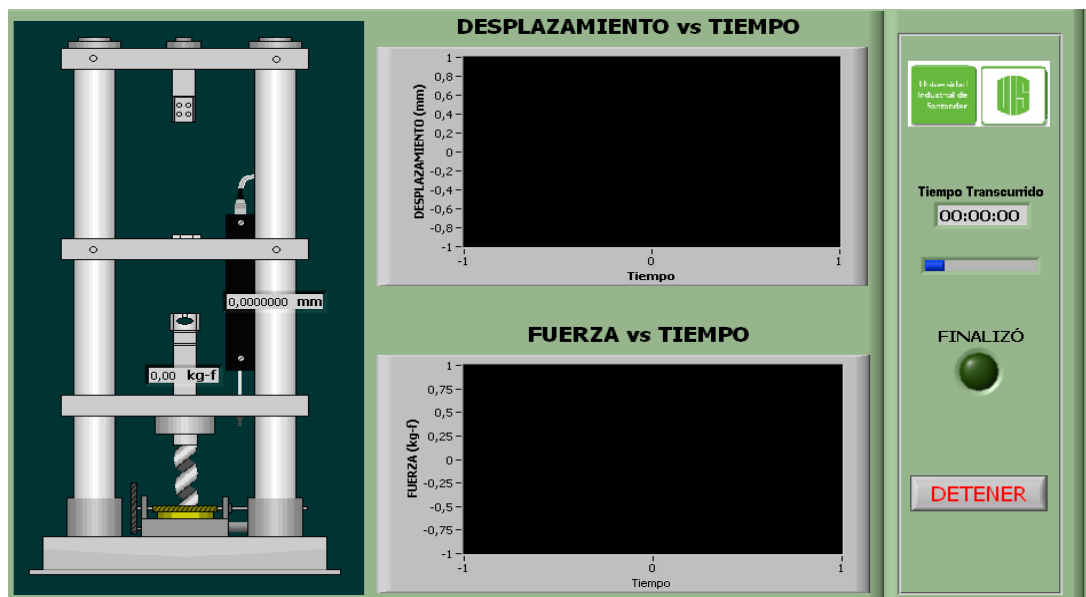 DESPLAZAMIENTO vs TIEMPO
1
0,8
0,6
0,4
0,2
0
-0,2
-0,4
-0,6
-0,8
-1
DESPLAZAMIENTO (mm)
-1 0 1
Tiempo
0,0000000 mm
0,00 kg-f
FUERZA vs TIEMPO
1
0,75
0,5
0,25
0
-0,25
-0,5
-0,75
-1
FUERZA (kg-f)
-1 0 1
Tiempo
Universidad
Industrial de
Santander
UIS
Tiempo Transcurrido
00:00:00
FINALIZÓ
DETENER